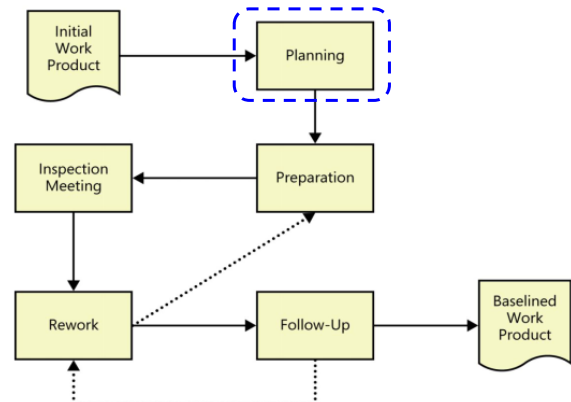 Initial
Work
Product
Planning
Inspection
Meeting
Preparation
Rework
Follow-Up
Baselined
Work
Product